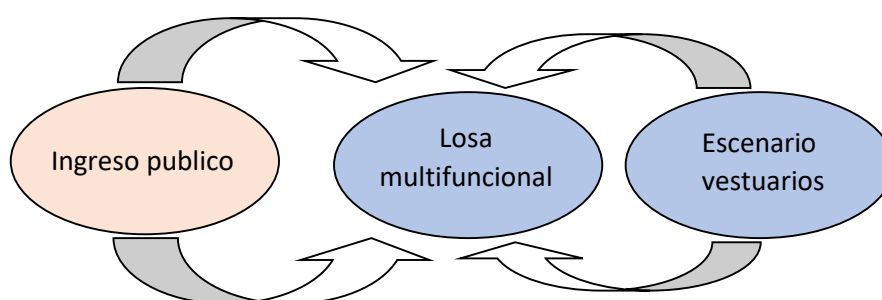 Ingreso publico
Losa
multifuncional
Escenario
vestuarios